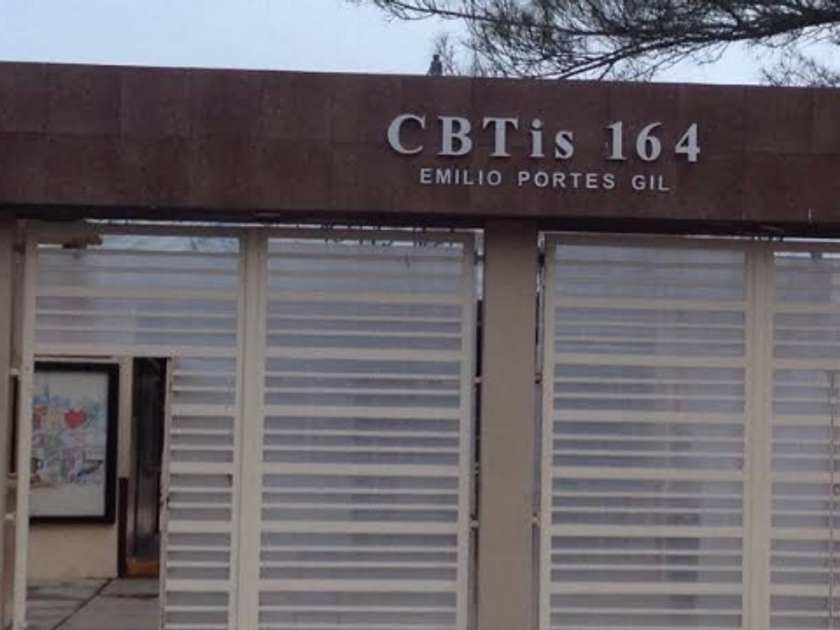 CBTis 164
EMILIO PORTES GIL